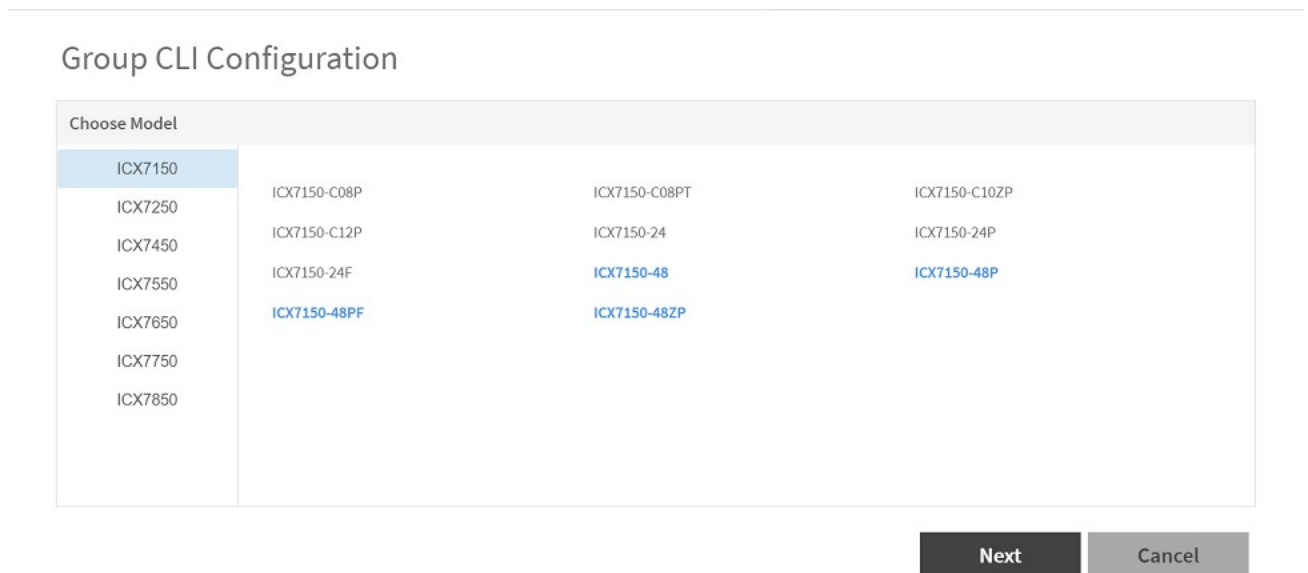 Group CLI Configuration
Choose Model
ICX7150
ICX7250
ICX7450
ICX7550
ICX7650
ICX7750
ICX7850
ICX7150-C08P ICX7150-C08PT ICX7150-C10ZP
ICX7150-C12P ICX7150-24 ICX7150-24P
ICX7150-24F ICX7150-48 ICX7150-48P
ICX7150-48PF ICX7150-48ZP
Next Cancel